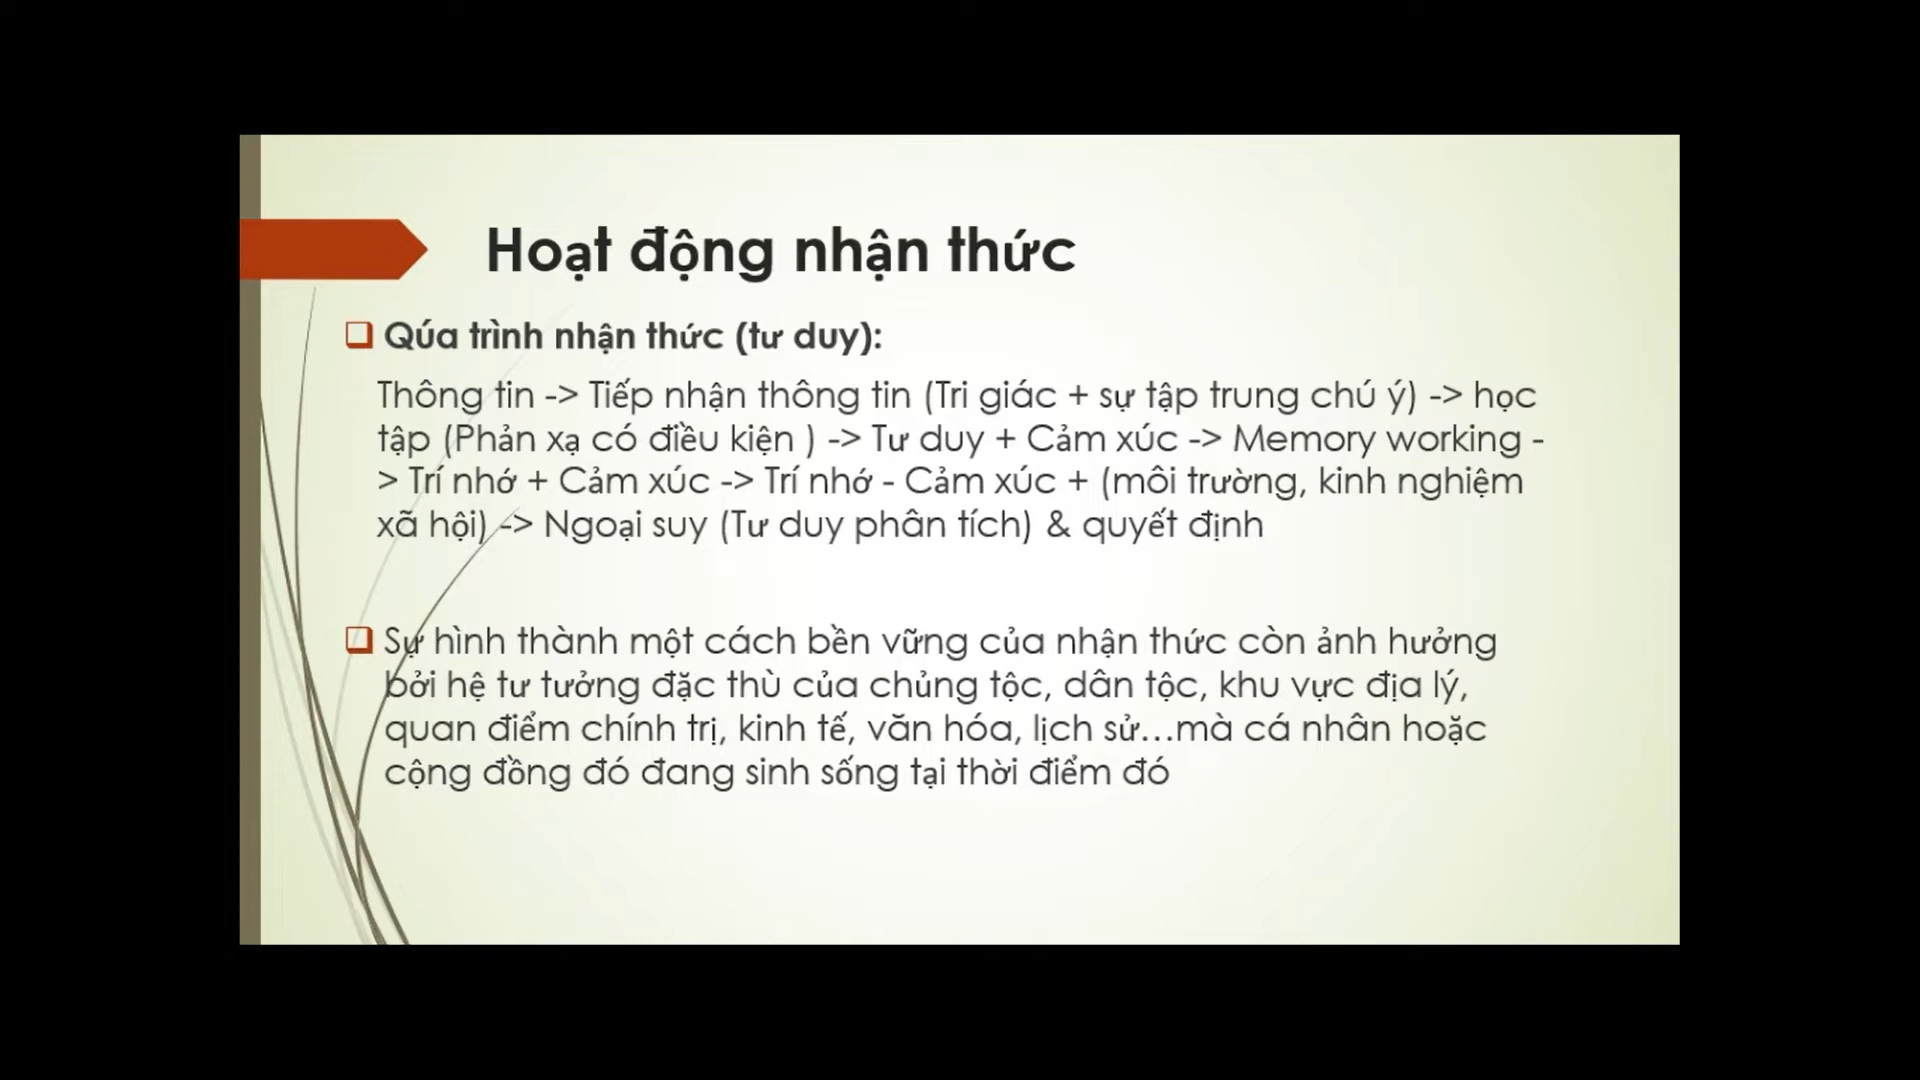 Hoạt động nhận thức
Qúa trình nhận thức (tư duy):
Thông tin -> Tiếp nhận thông tin (Tri giác + sự tập trung chú ý) -> học
tập (Phản xạ có điều kiện ) -> Tư duy + Cảm xúc -> Memory working -
> Trí nhớ + Cảm xúc -> Trí nhớ - Cảm xúc + (môi trường, kinh nghiệm
xã hội) -> Ngoại suy (Tư duy phân tích) & quyết định
Sự hình thành một cách bền vững của nhận thức còn ảnh hưởng
bởi hệ tư tưởng đặc thù của chủng tộc, dân tộc, khu vực địa lý,
quan điểm chính trị, kinh tế, văn hóa, lịch sử...mà cá nhân hoặc
cộng đồng đó đang sinh sống tại thời điểm đó